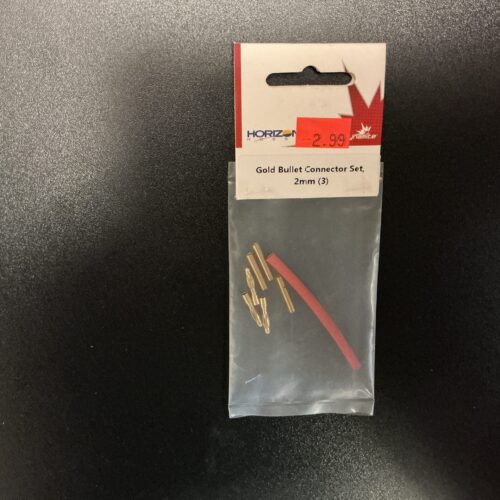 HORIZON
2.99
Gold Bullet Connector Set,
2mm (3)